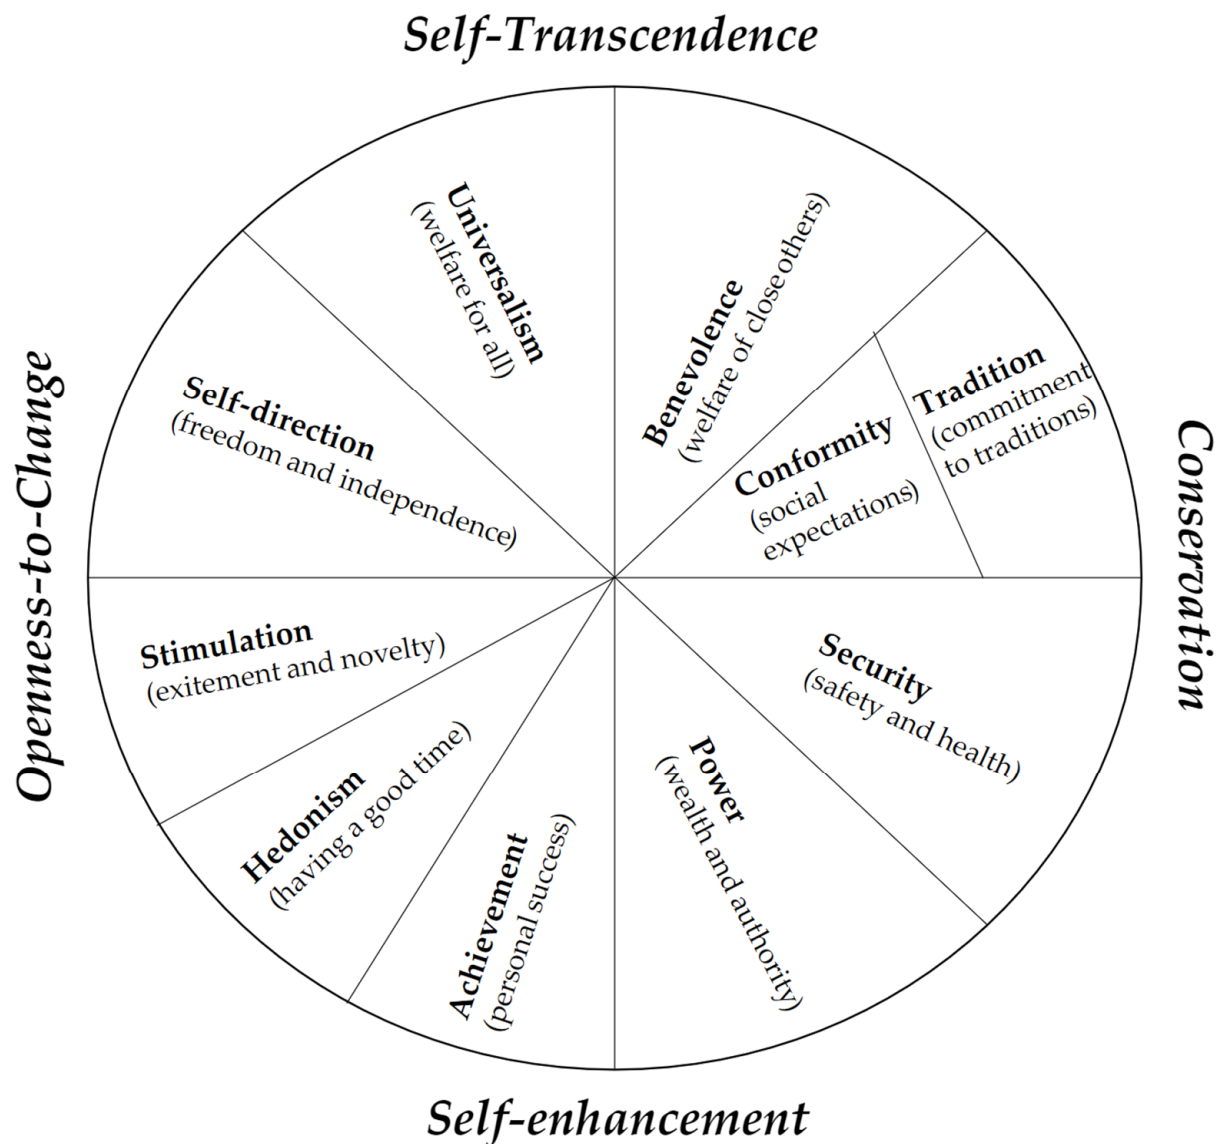 Self-Transcendence
Universalism
(welfare for all)
Benevolence
(welfare of close others)
Tradition
(commitment
to traditions)
Conformity
(social
expectations)
Self-direction
(freedom and independence)
Openness-to-Change
Conservation
Stimulation
(exitement and novelty)
Security
(safety and health)
Hedonism
(having a good time)
Power
(wealth and authority)
Achievement
(personal success)
Self-enhancement